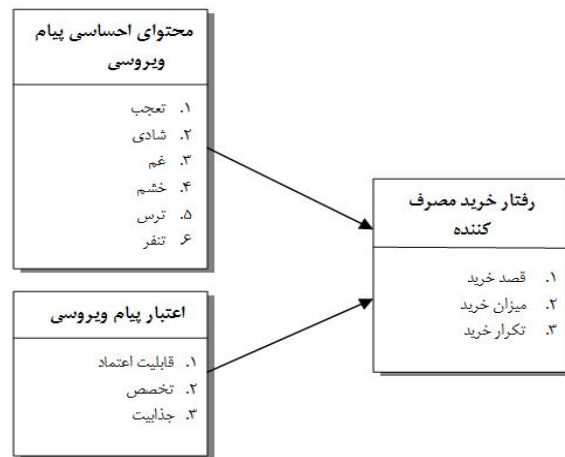 محتوای احساسی پیام
ویروسی
۱. تعجب
۲. شادی
۳. غم
۴. خشم
۵. ترس
۶. تنفر
اعتبار پیام ویروسی
۱. قابلیت اعتماد
۲. تخصص
۳. جذابیت
رفتار خرید مصرف
کننده
۱. قصد خرید
۲. میزان خرید
۳. تکرار خرید